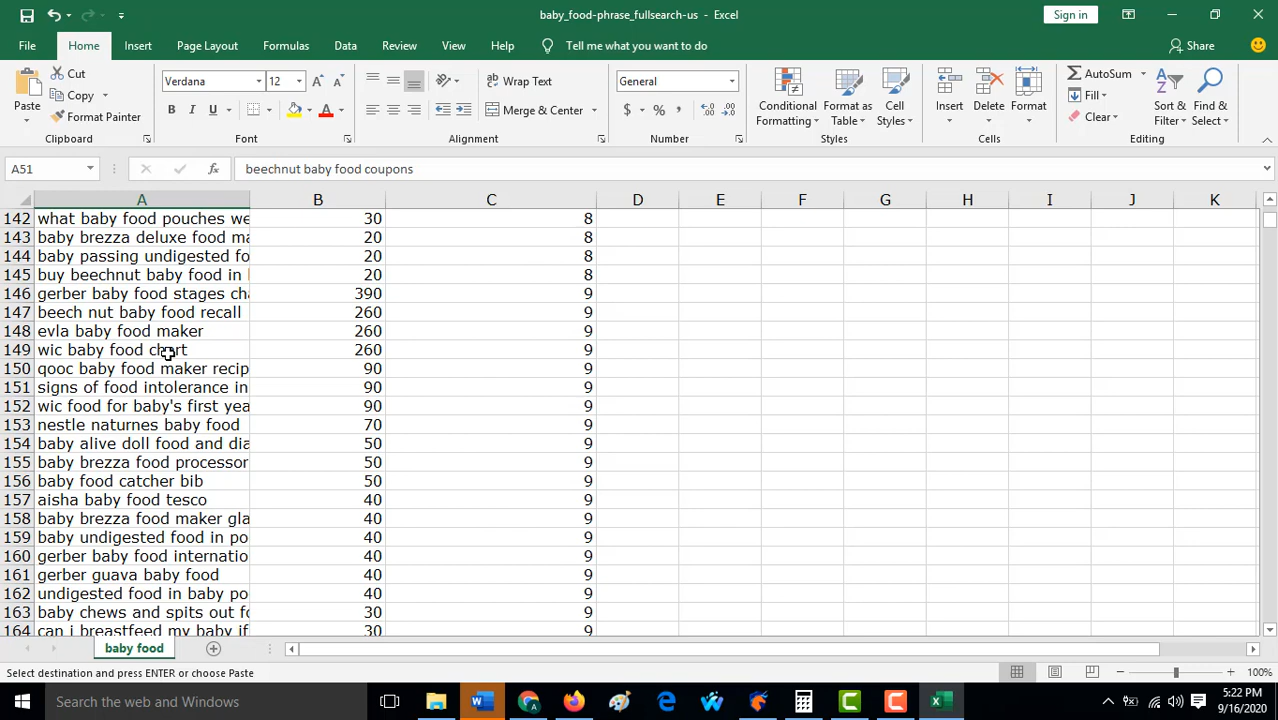 baby_food-phrase_fullsearch-us - Excel
Sign in
File Home Insert Page Layout Formulas Data Review View Help Tell me what you want to do Share
Paste
Cut
Copy
Format Painter
Clipboard
Verdana 12
B I U
Font
Wrap Text
Merge & Center
Alignment
General
$ % ,
Number
Conditional Formatting
Format as Table
Cell Styles
Styles
Insert
Delete
Format
Cells
AutoSum
Fill
Clear
Sort & Filter
Find & Select
Editing
A51 fx beechnut baby food coupons
A B C D E F G H I J K
142 what baby food pouches we 30 8
143 baby brezza deluxe food ma 20 8
144 baby passing undigested fo 20 8
145 buy beechnut baby food in 20 8
146 gerber baby food stages cha 390 9
147 beech nut baby food recall 260 9
148 evla baby food maker 260 9
149 wic baby food chart 260 9
150 qooc baby food maker recip 90 9
151 signs of food intolerance in 90 9
152 wic food for baby's first yea 90 9
153 nestle naturnes baby food 70 9
154 baby alive doll food and dia 50 9
155 baby brezza food processor 50 9
156 baby food catcher bib 50 9
157 aisha baby food tesco 40 9
158 baby brezza food maker gla 40 9
159 baby undigested food in po 40 9
160 gerber baby food internatio 40 9
161 gerber guava baby food 40 9
162 undigested food in baby po 40 9
163 baby chews and spits out fo 30 9
164 can i breastfeed my baby if 30 9
baby food
Select destination and press ENTER or choose Paste
100%
Search the web and Windows
5:22 PM
9/16/2020